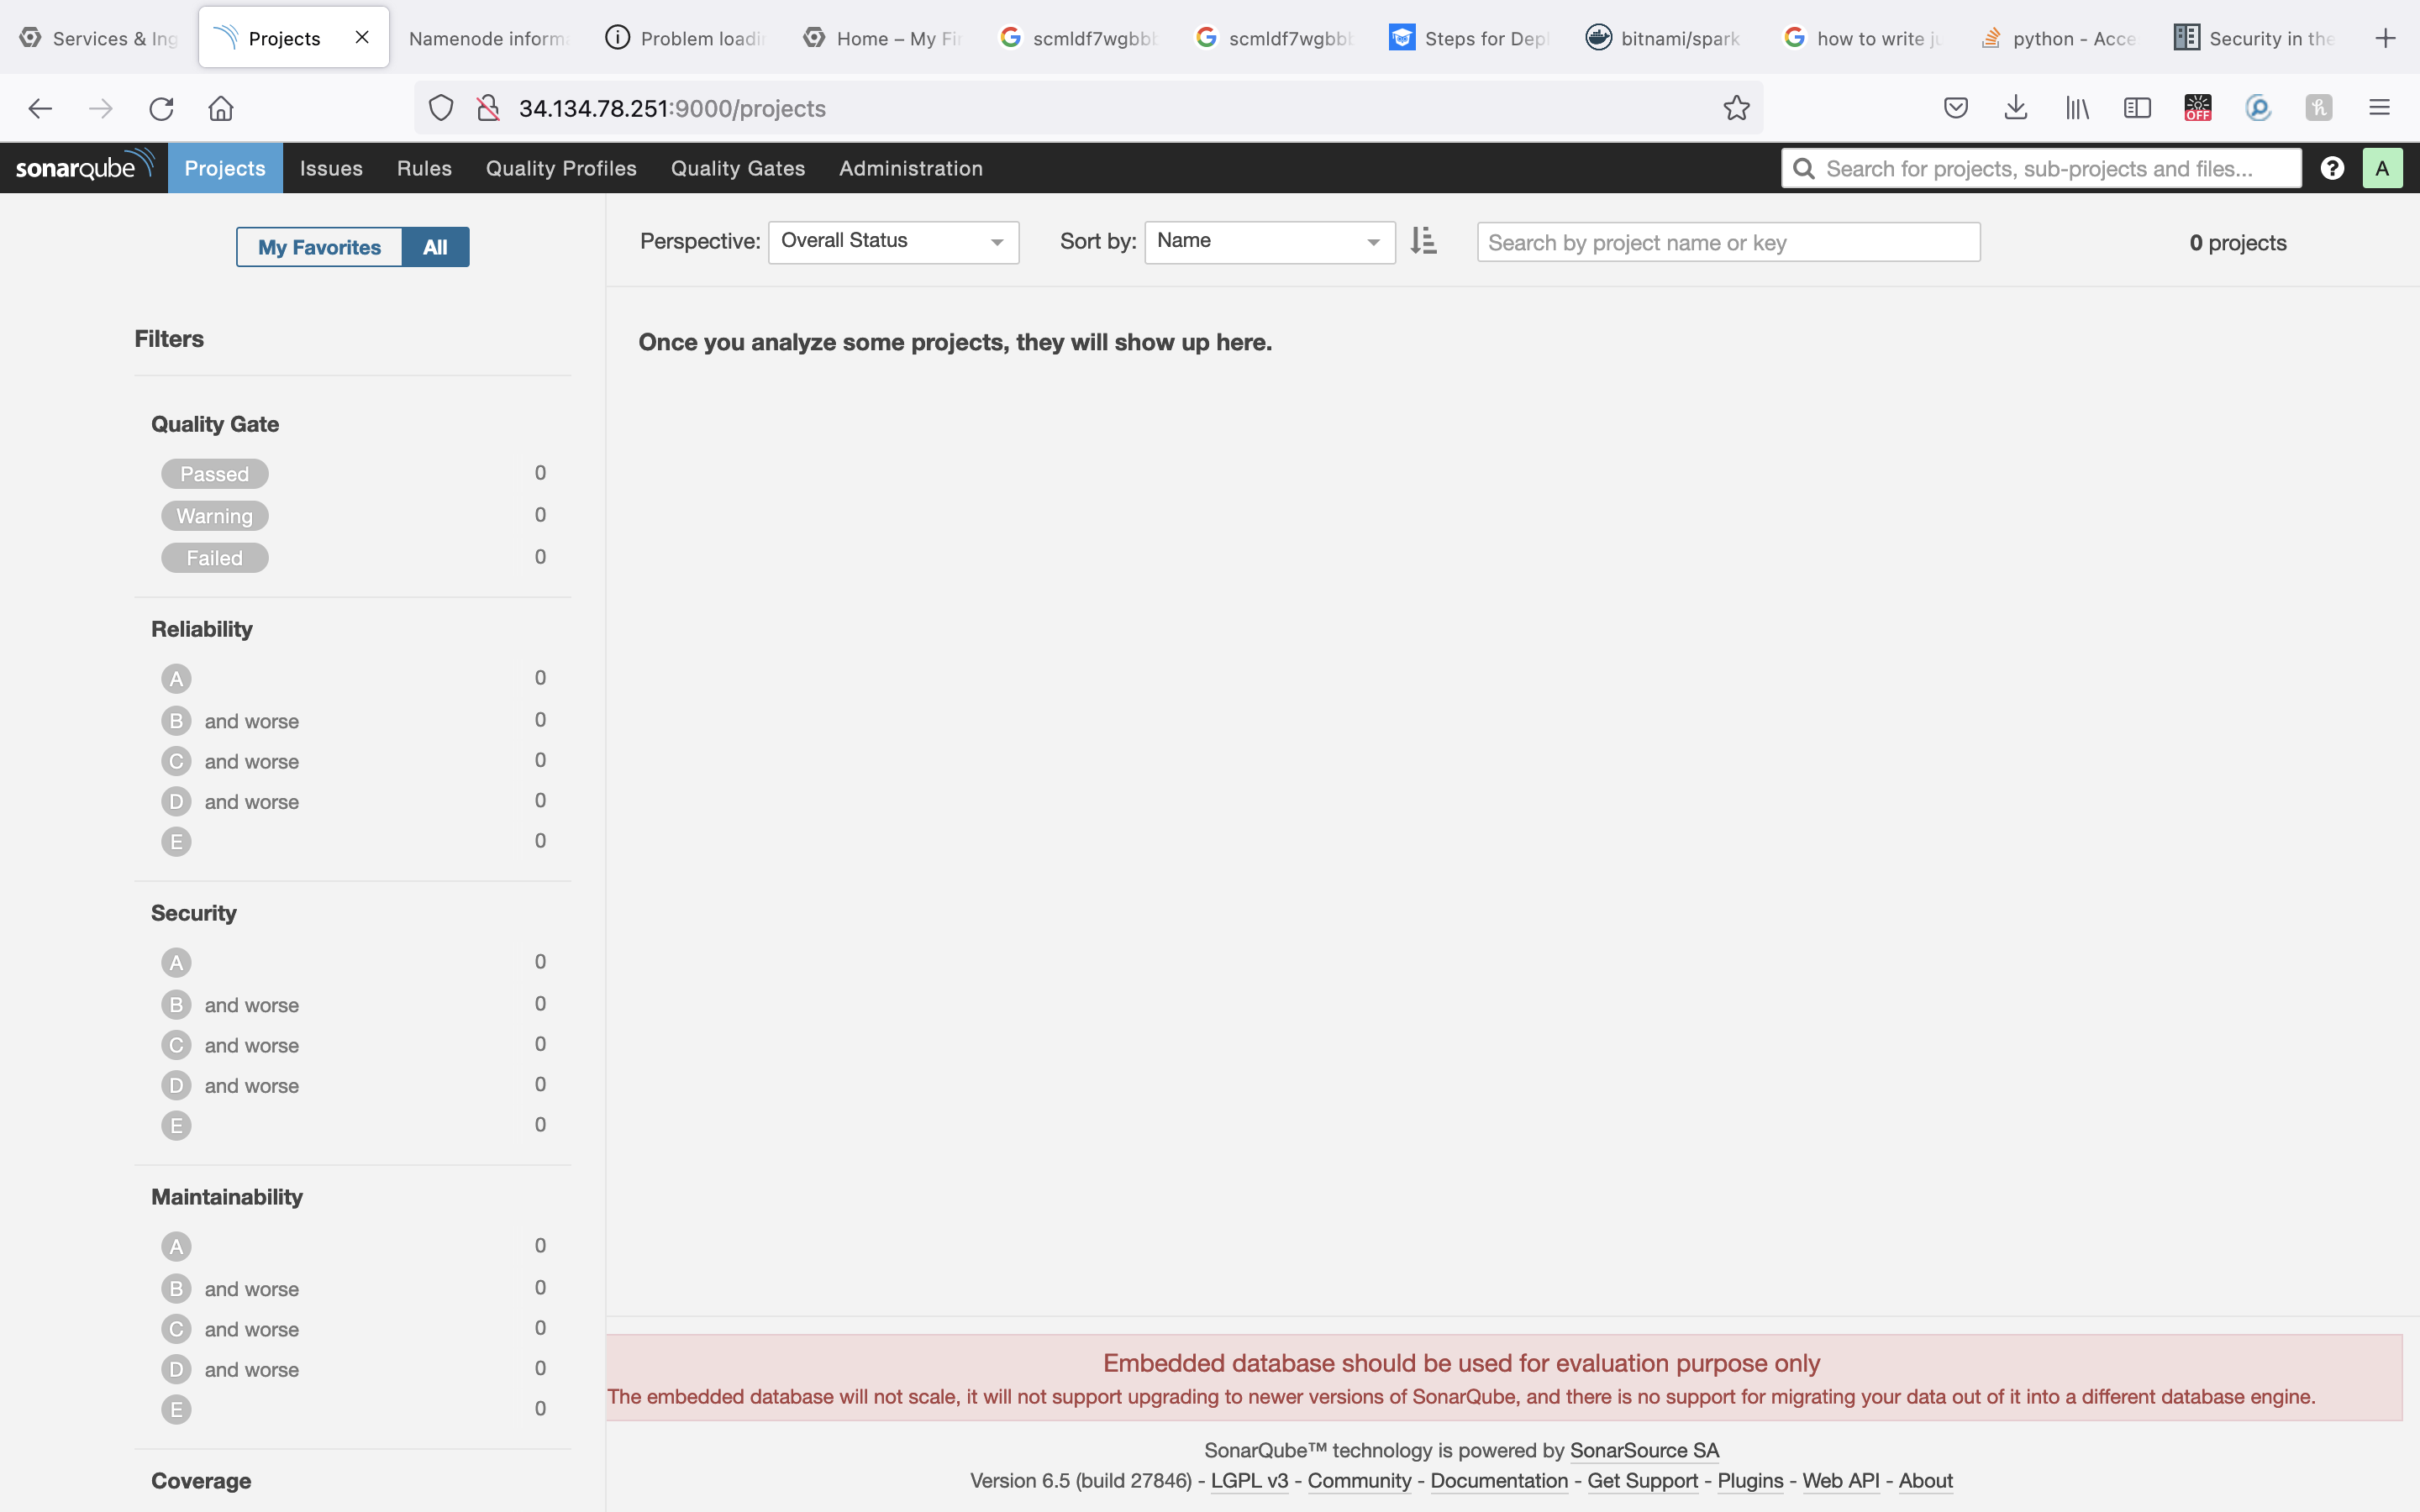 Services & Ing
Projects
Namenode informa
Problem loadi
Home – My Fir
scmldf7wgbbb
scmldf7wgbbb
Steps for Depl
bitnami/spark
how to write ju
python - Acce
Security in the
34.134.78.251:9000/projects
OFF
sonarqube Projects Issues Rules Quality Profiles Quality Gates Administration
Search for projects, sub-projects and files...
? A
My Favorites All
Perspective: Overall Status Sort by: Name Search by project name or key 0 projects
Filters
Once you analyze some projects, they will show up here.
Quality Gate
Passed 0
Warning 0
Failed 0
Reliability
A 0
B and worse 0
C and worse 0
D and worse 0
E 0
Security
A 0
B and worse 0
C and worse 0
D and worse 0
E 0
Maintainability
A 0
B and worse 0
C and worse 0
D and worse 0
E 0
Coverage
Embedded database should be used for evaluation purpose only
The embedded database will not scale, it will not support upgrading to newer versions of SonarQube, and there is no support for migrating your data out of it into a different database engine.
SonarQube™ technology is powered by SonarSource SA
Version 6.5 (build 27846) - LGPL v3 - Community - Documentation - Get Support - Plugins - Web API - About